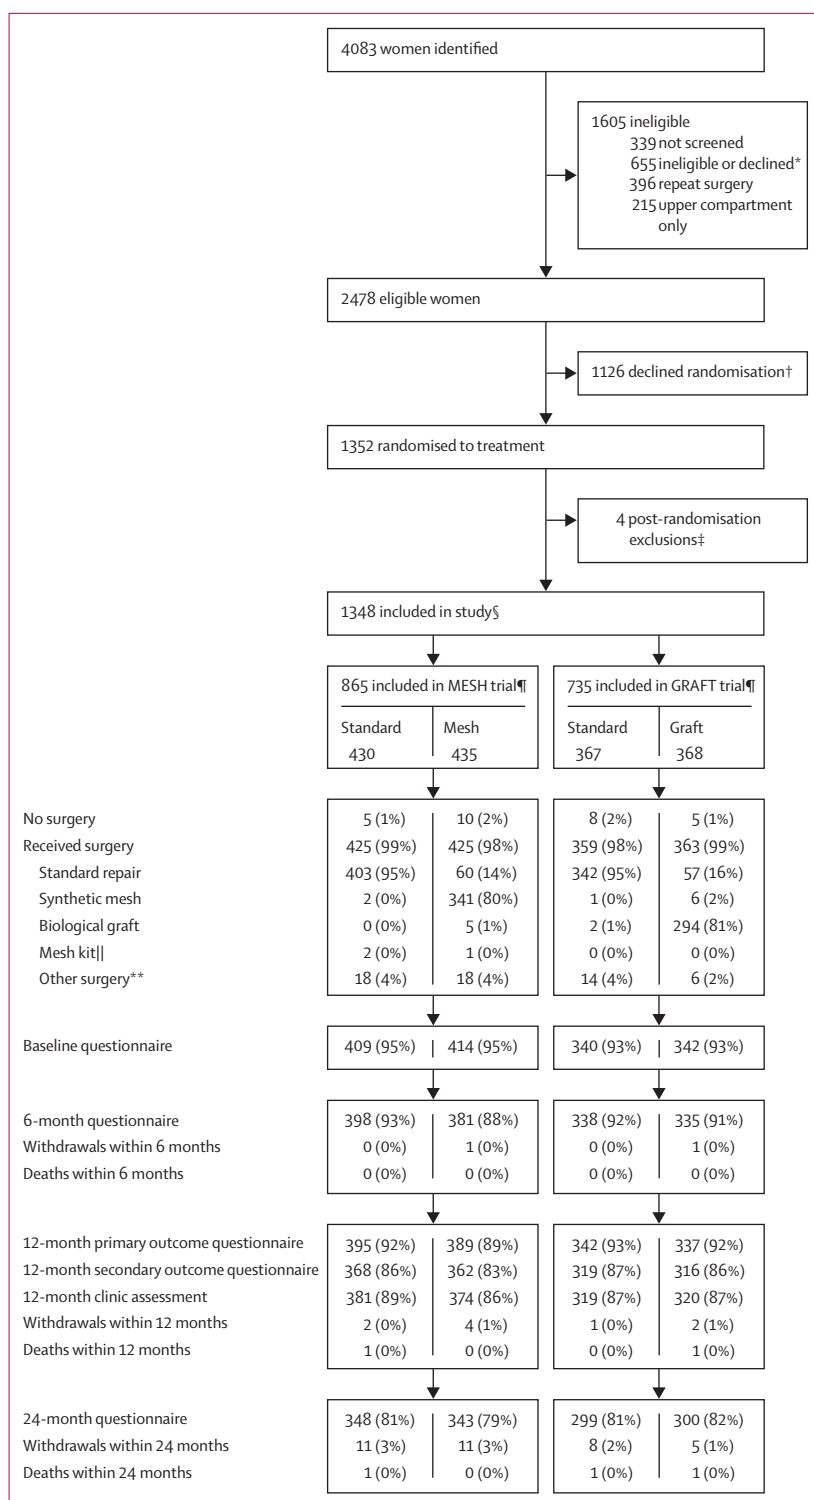 4083 women identified
1605 ineligible
339 not screened
655 ineligible or declined*
396 repeat surgery
215 upper compartment
only
2478 eligible women
1126 declined randomisation†
1352 randomised to treatment
4 post-randomisation
exclusions‡
1348 included in study§
865 included in MESH trial¶ 735 included in GRAFT trial¶
Standard Mesh Standard Graft
430 435 367 368
No surgery 5 (1%) 10 (2%) 8 (2%) 5 (1%)
Received surgery 425 (99%) 425 (98%) 359 (98%) 363 (99%)
Standard repair 403 (95%) 60 (14%) 342 (95%) 57 (16%)
Synthetic mesh 2 (0%) 341 (80%) 1 (0%) 6 (2%)
Biological graft 0 (0%) 5 (1%) 2 (1%) 294 (81%)
Mesh kit|| 2 (0%) 1 (0%) 0 (0%) 0 (0%)
Other surgery** 18 (4%) 18 (4%) 14 (4%) 6 (2%)
Baseline questionnaire 409 (95%) 414 (95%) 340 (93%) 342 (93%)
6-month questionnaire 398 (93%) 381 (88%) 338 (92%) 335 (91%)
Withdrawals within 6 months 0 (0%) 1 (0%) 0 (0%) 1 (0%)
Deaths within 6 months 0 (0%) 0 (0%) 0 (0%) 0 (0%)
12-month primary outcome questionnaire 395 (92%) 389 (89%) 342 (93%) 337 (92%)
12-month secondary outcome questionnaire 368 (86%) 362 (83%) 319 (87%) 316 (86%)
12-month clinic assessment 381 (89%) 374 (86%) 319 (87%) 320 (87%)
Withdrawals within 12 months 2 (0%) 4 (1%) 1 (0%) 2 (1%)
Deaths within 12 months 1 (0%) 0 (0%) 0 (0%) 1 (0%)
24-month questionnaire 348 (81%) 343 (79%) 299 (81%) 300 (82%)
Withdrawals within 24 months 11 (3%) 11 (3%) 8 (2%) 5 (1%)
Deaths within 24 months 1 (0%) 0 (0%) 1 (0%) 1 (0%)